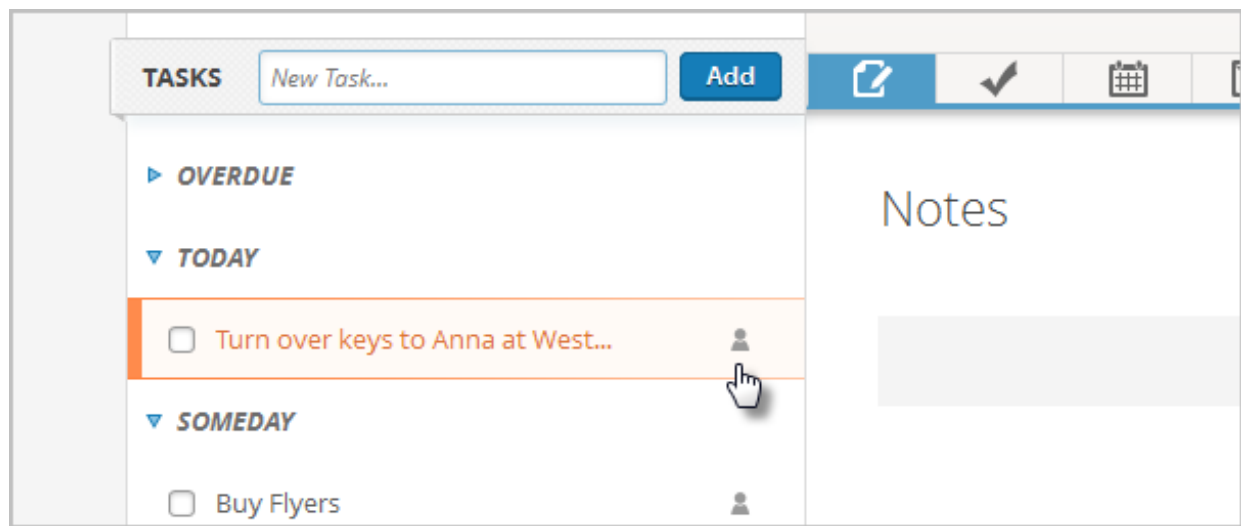 TASKS
New Task...
Add
OVERDUE
Notes
TODAY
Turn over keys to Anna at West...
SOMEDAY
Buy Flyers